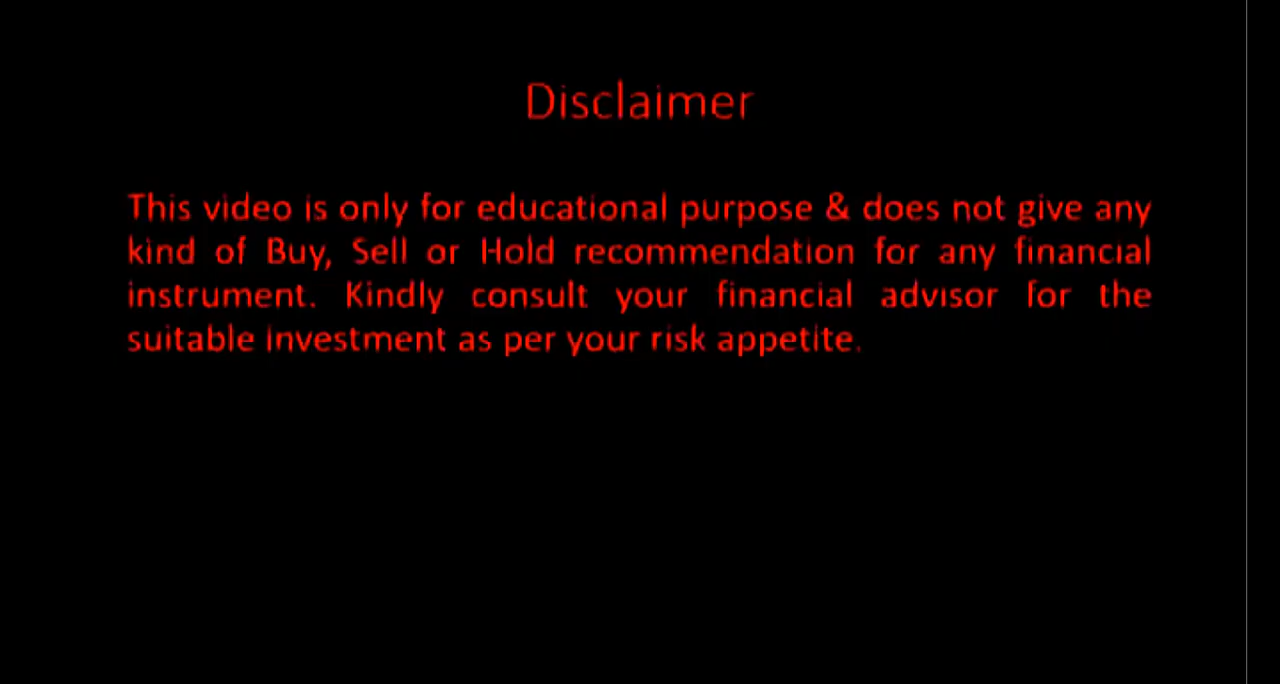 Disclaimer
This video is only for educational purpose & does not give any
kind of Buy, Sell or Hold recommendation for any financial
instrument. Kindly consult your financial advisor for the
suitable investment as per your risk appetite.